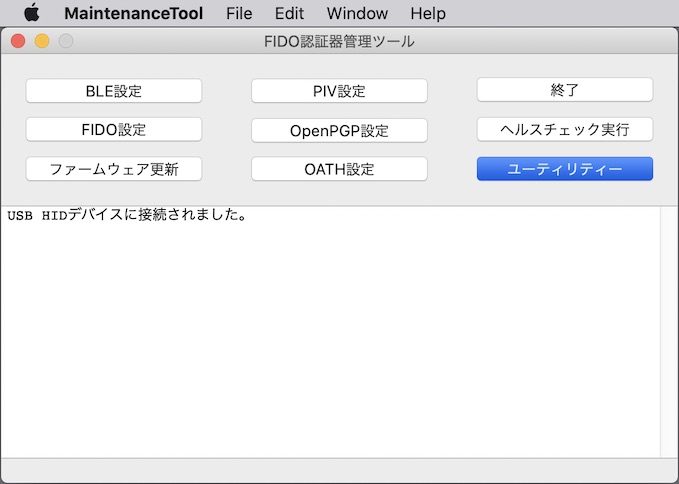 MaintenanceTool File Edit Window Help
FIDO認証器管理ツール
BLE設定 PIV設定 終了
FIDO設定 OpenPGP設定 ヘルスチェック実行
ファームウェア更新 OATH設定 ユーティリティー
USB HIDデバイスに接続されました。